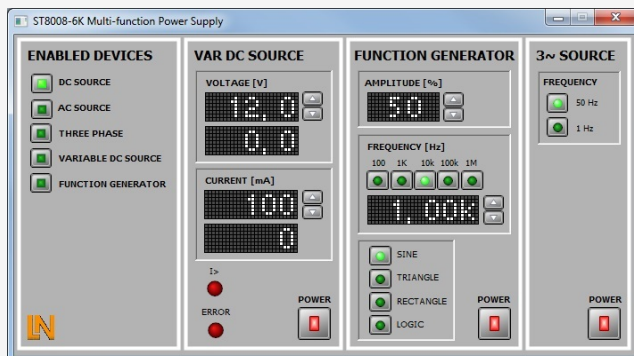 ST8008-6K Multi-function Power Supply
ENABLED DEVICES
DC SOURCE
AC SOURCE
THREE PHASE
VARIABLE DC SOURCE
FUNCTION GENERATOR
LN
VAR DC SOURCE
VOLTAGE [V]
12,0
0,0
CURRENT [mA]
100
0
I>
ERROR
POWER
FUNCTION GENERATOR
AMPLITUDE [%]
50
FREQUENCY [Hz]
100 1K 10k 100k 1M
1,00k
SINE
TRIANGLE
RECTANGLE
LOGIC
POWER
3~ SOURCE
FREQUENCY
50 Hz
1 Hz
POWER